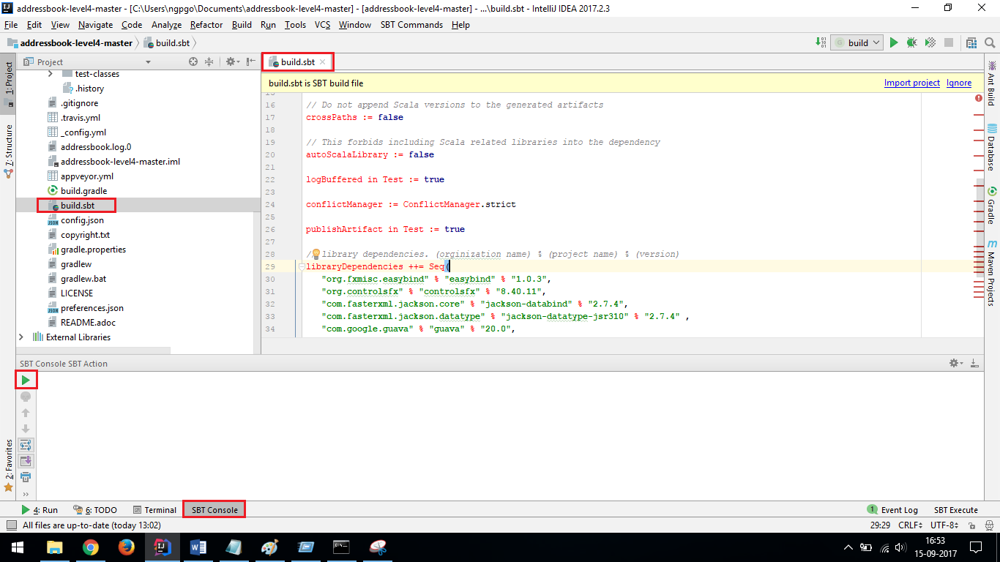 addressbook-level4-master - [C:\Users\ngpgo\Documents\addressbook-level4-master] - [addressbook-level4-master] - ...\build.sbt - IntelliJ IDEA 2017.2.3
File Edit View Navigate Code Analyze Refactor Build Run Tools VCS Window SBT Commands Help
addressbook-level4-master build.sbt build
1: Project
7: Structure
2: Favorites
Project
test-classes
.history
.gitignore
.travis.yml
_config.yml
addressbook.log.0
addressbook-level4-master.iml
appveyor.yml
build.gradle
build.sbt
config.json
copyright.txt
gradle.properties
gradlew
gradlew.bat
LICENSE
preferences.json
README.adoc
External Libraries
build.sbt
build.sbt is SBT build file Import project Ignore
16 // Do not append Scala versions to the generated artifacts
17 crossPaths := false
18
19 // This forbids including Scala related libraries into the dependency
20 autoScalaLibrary := false
21
22 logBuffered in Test := true
23
24 conflictManager := ConflictManager.strict
25
26 publishArtifact in Test := true
27
28 / library dependencies. (orginization name) % (project name) % (version)
29 libraryDependencies ++= Seq(
30 "org.fxmisc.easybind" % "easybind" % "1.0.3",
31 "org.controlsfx" % "controlsfx" % "8.40.11",
32 "com.fasterxml.jackson.core" % "jackson-databind" % "2.7.4",
33 "com.fasterxml.jackson.datatype" % "jackson-datatype-jsr310" % "2.7.4" ,
34 "com.google.guava" % "guava" % "20.0",
Ant Build
Database
Gradle
Maven Projects
SBT Console SBT Action
4: Run 6: TODO Terminal SBT Console 1 Event Log SBT Execute
All files are up-to-date (today 13:02) 29:29 CRLF UTF-8
16:53
15-09-2017